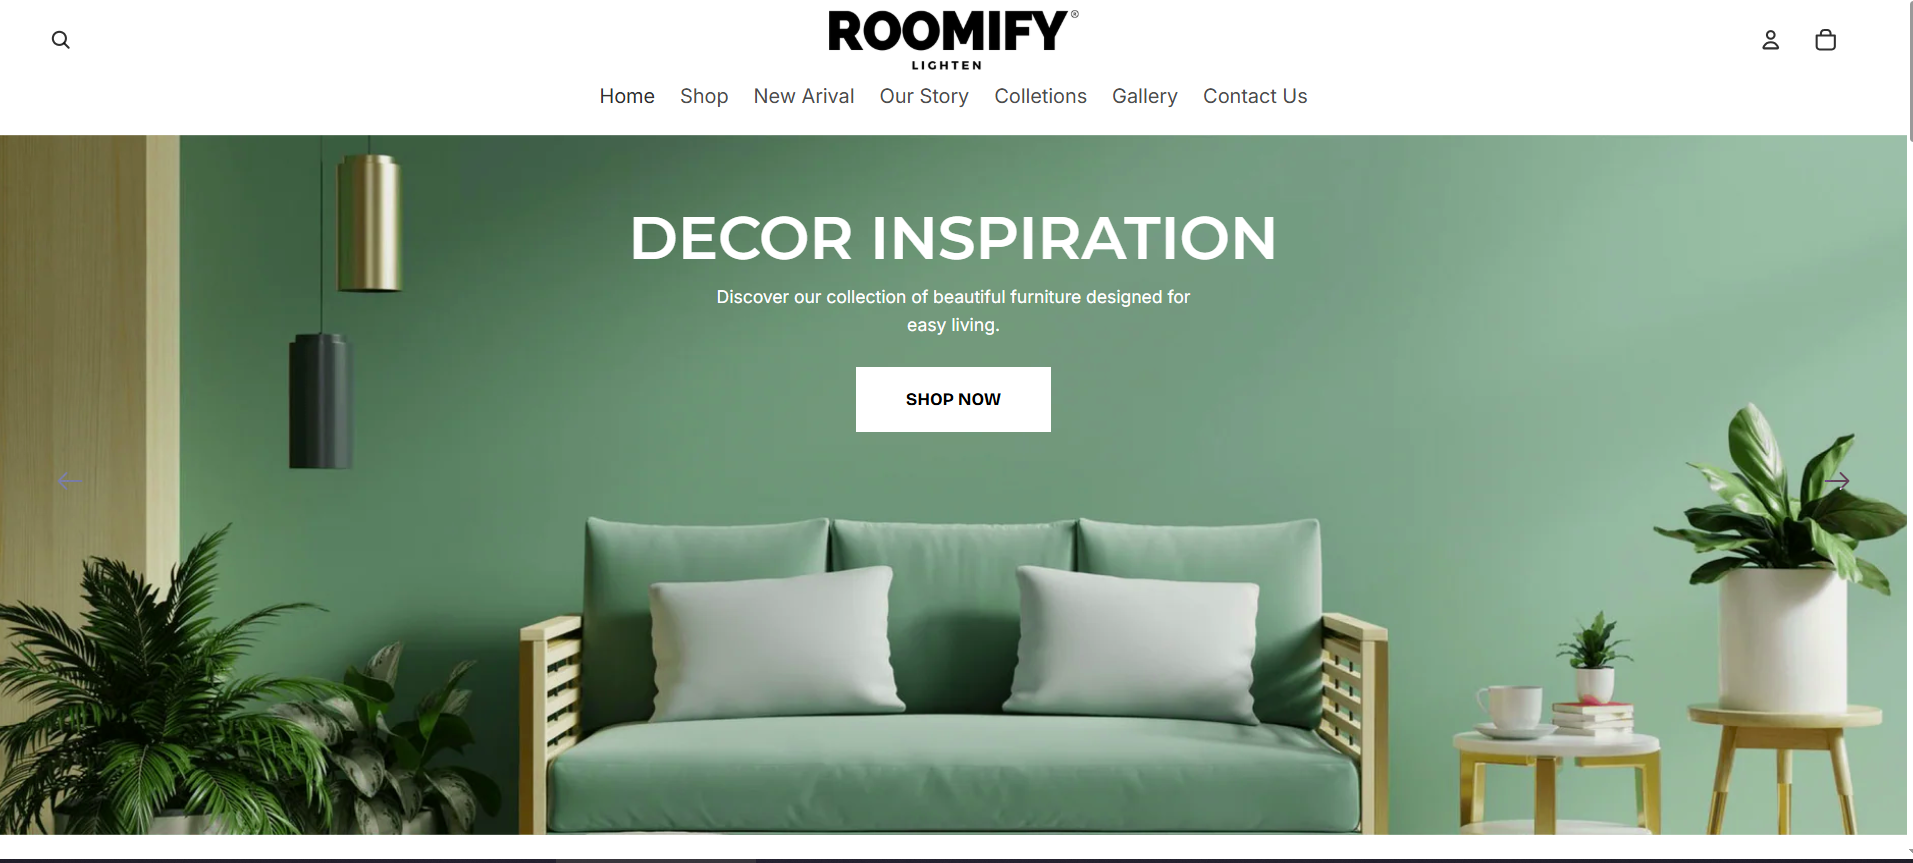 ROOMIFY®
LIGHTEN
Home Shop New Arival Our Story Colletions Gallery Contact Us
DECOR INSPIRATION
Discover our collection of beautiful furniture designed for
easy living.
SHOP NOW